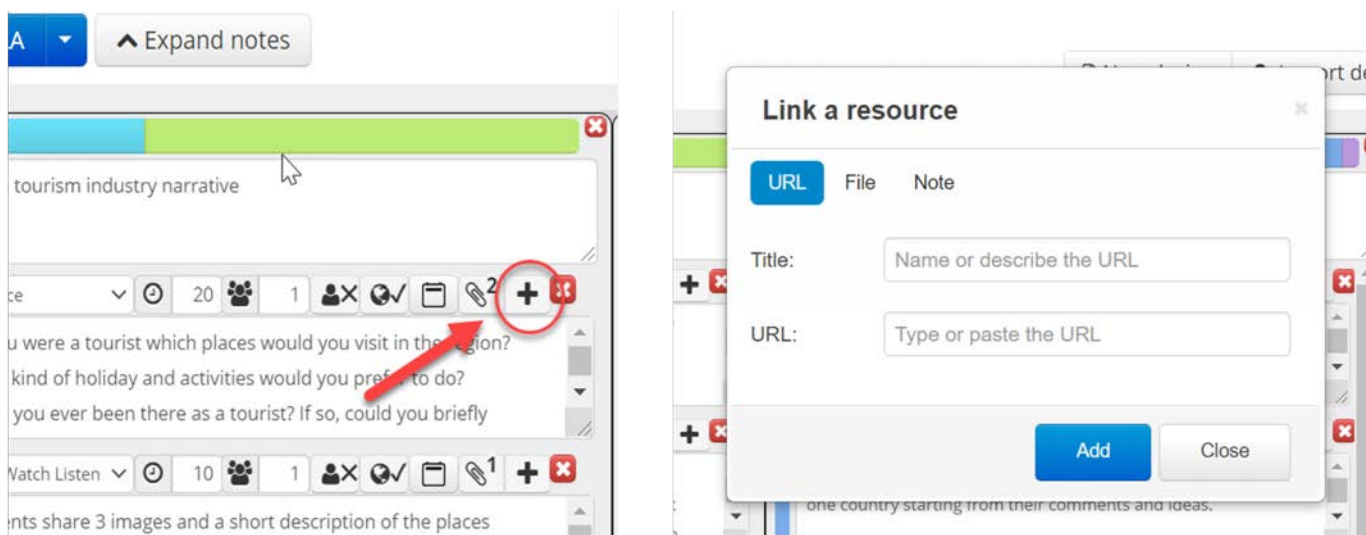 A
Expand notes
tourism industry narrative
ce
20
1
2
u were a tourist which places would you visit in the region?
kind of holiday and activities would you prefer to do?
you ever been there as a tourist? If so, could you briefly
Watch Listen
10
1
1
ents share 3 images and a short description of the places
rt de
Link a resource
URL File Note
Title:
Name or describe the URL
URL:
Type or paste the URL
Add
Close
one country starting from their comments and ideas.